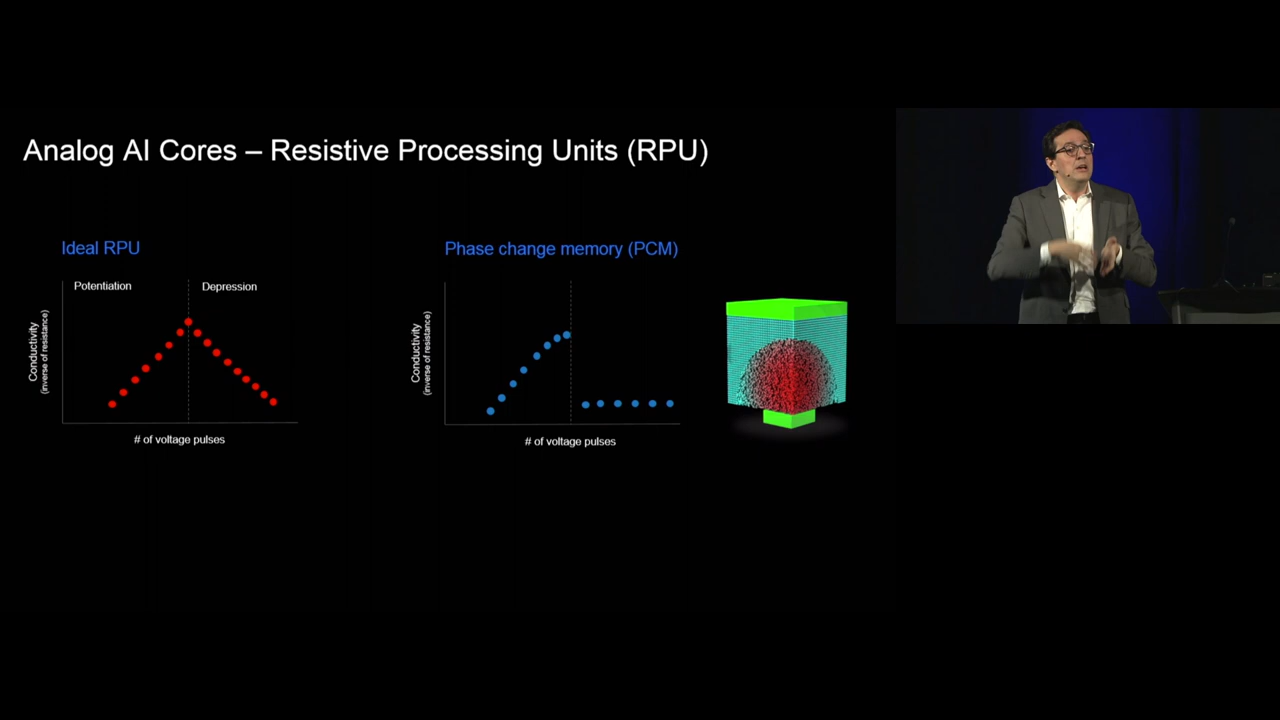 Analog AI Cores – Resistive Processing Units (RPU)
Ideal RPU
Potentiation
Depression
Conductivity
(inverse of resistance)
# of voltage pulses
Phase change memory (PCM)
Conductivity
(inverse of resistance)
# of voltage pulses